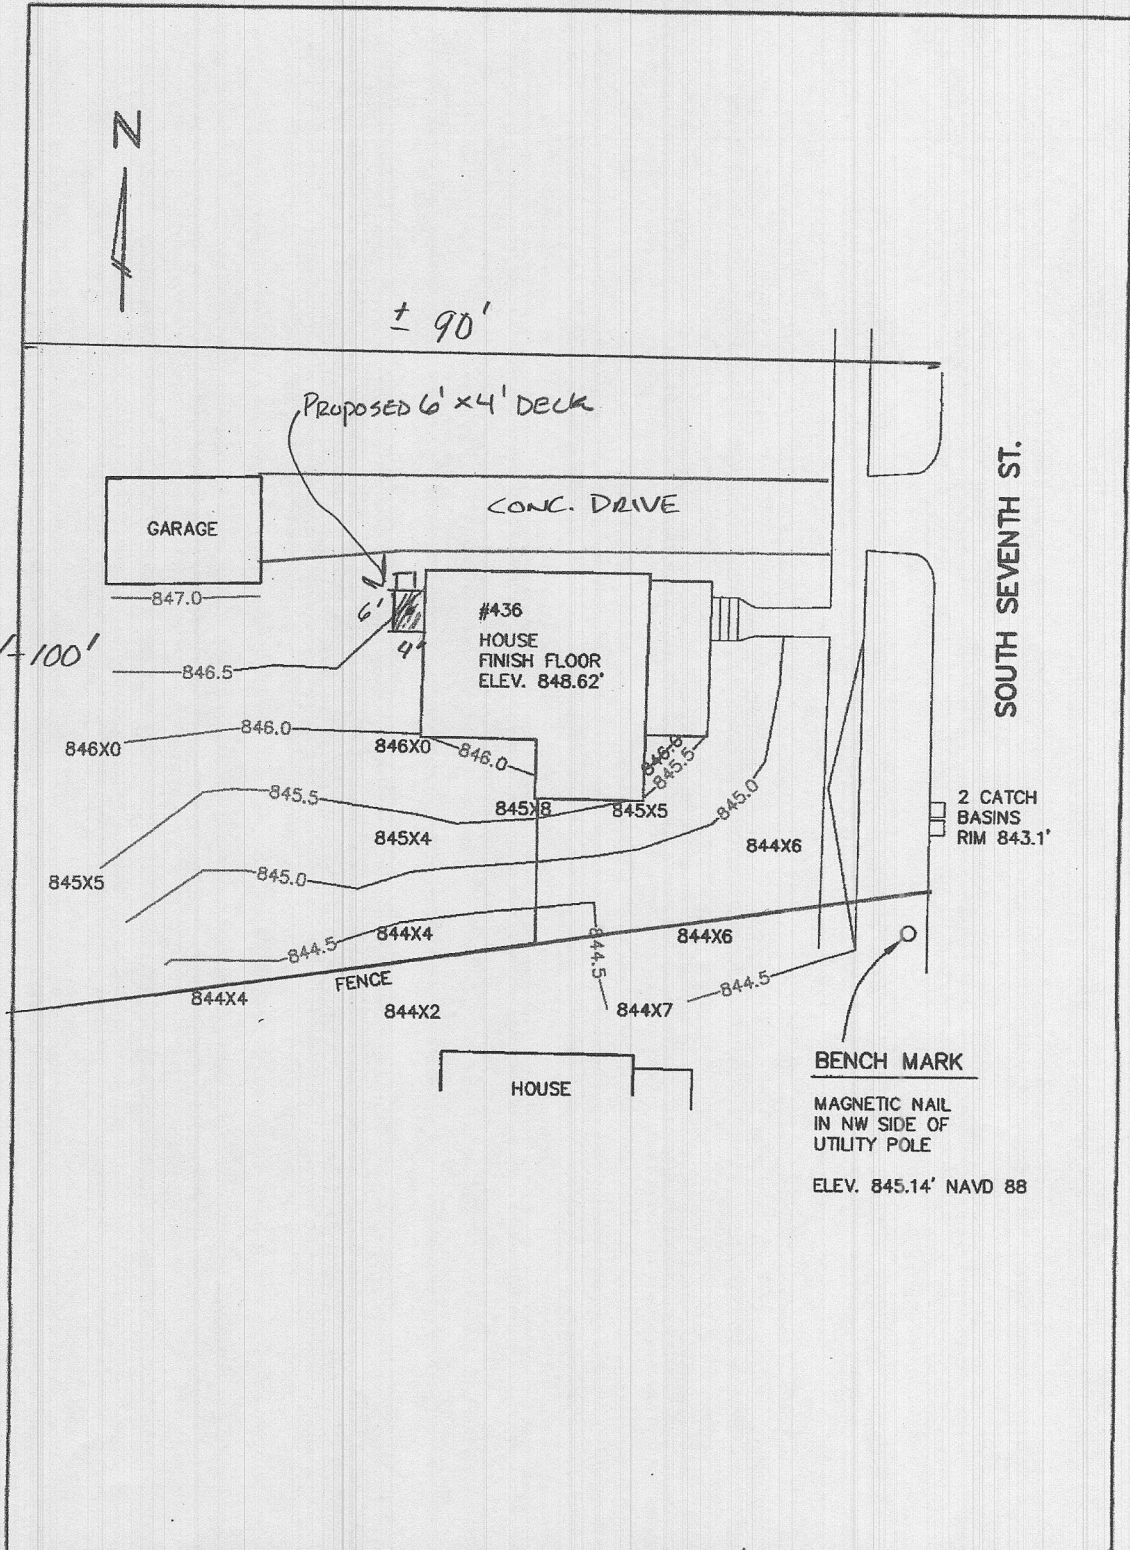 N
± 90'
PROPOSED 6' x 4' DECK
CONC. DRIVE
GARAGE
SOUTH SEVENTH ST.
847.0
6'
4'
#436
HOUSE
FINISH FLOOR
ELEV. 848.62'
100'
846.5
846X0
846.0
846X0
846.0
846.0
845.5
845.5
845X8
845X5
845.0
2 CATCH
BASINS
RIM 843.1'
845X4
844X6
845X5
845.0
844X4
844X6
844.5
844.5
FENCE
844.5
844X4
844X2
844X7
HOUSE
BENCH MARK
MAGNETIC NAIL
IN NW SIDE OF
UTILITY POLE
ELEV. 845.14' NAVD 88